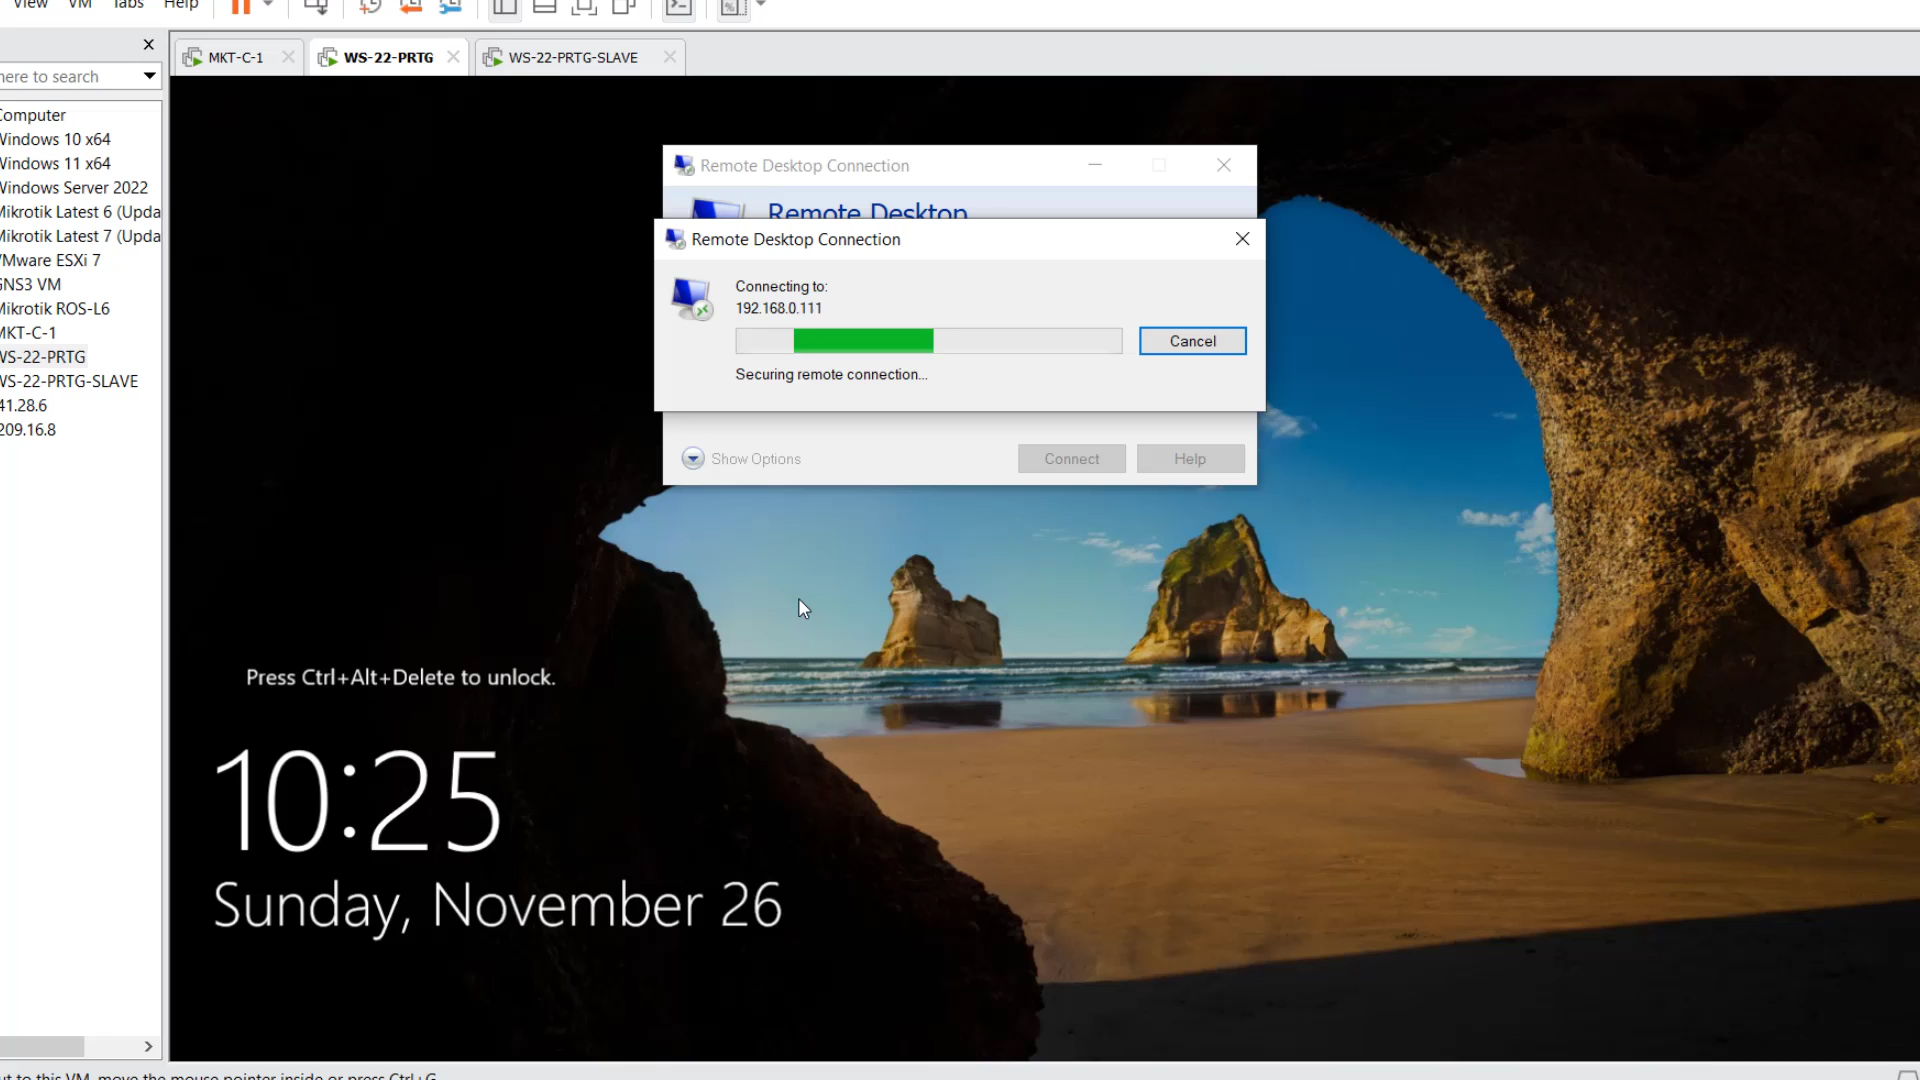 View VM Tabs Help
MKT-C-1
WS-22-PRTG
WS-22-PRTG-SLAVE
here to search
Computer
Windows 10 x64
Windows 11 x64
Windows Server 2022
Mikrotik Latest 6 (Upda
Mikrotik Latest 7 (Upda
VMware ESXi 7
GNS3 VM
Mikrotik ROS-L6
MKT-C-1
WS-22-PRTG
WS-22-PRTG-SLAVE
41.28.6
209.16.8
Remote Desktop Connection
Remote Desktop
Remote Desktop Connection
Connecting to:
192.168.0.111
Cancel
Securing remote connection...
Show Options
Connect
Help
Press Ctrl+Alt+Delete to unlock.
10:25
Sunday, November 26
ut to this VM, move the mouse pointer inside or press Ctrl+G.